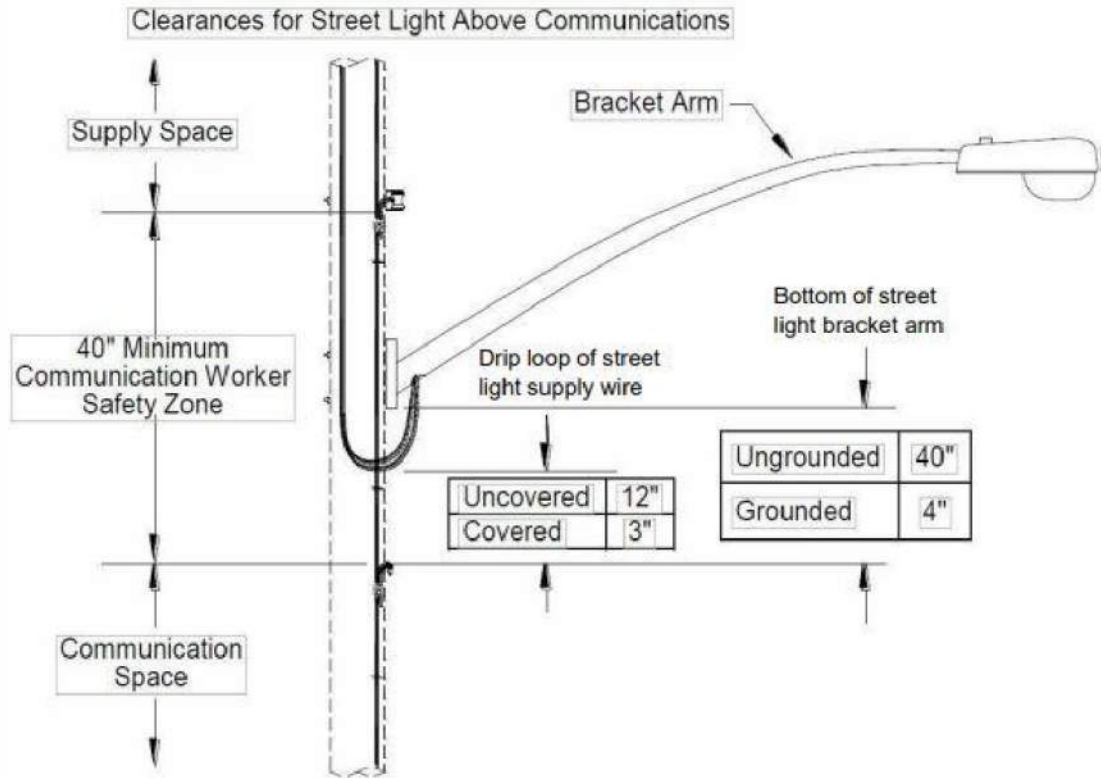 Clearances for Street Light Above Communications
Supply Space
Bracket Arm
40" Minimum
Communication Worker
Safety Zone
Drip loop of street
light supply wire
Bottom of street
light bracket arm
Uncovered 12"
Covered 3"
Ungrounded 40"
Grounded 4"
Communication
Space